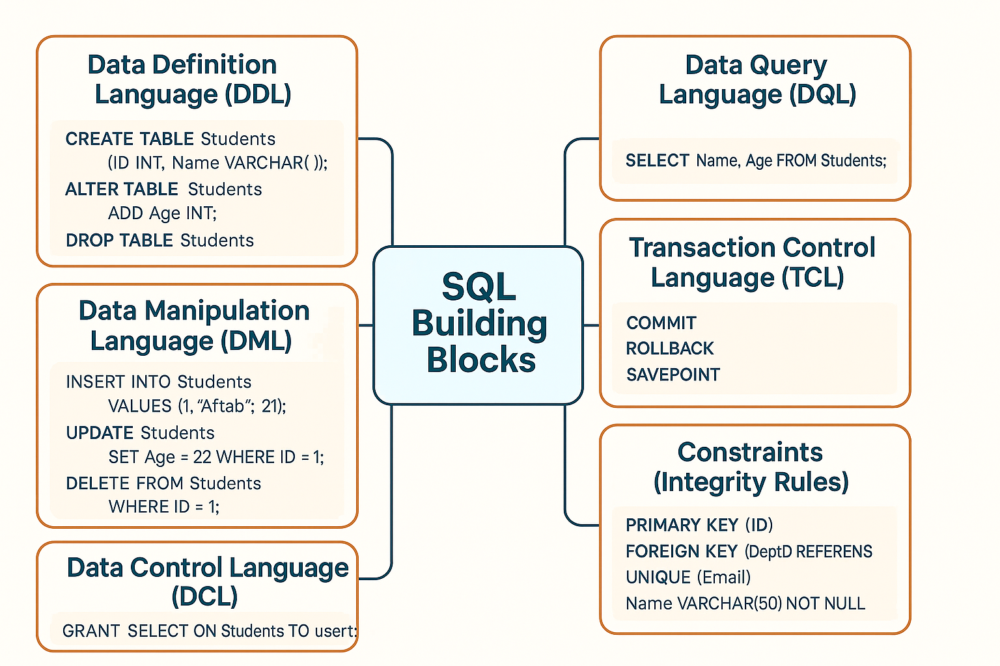 Data Definition
Language (DDL)
CREATE TABLE Students
(ID INT, Name VARCHAR( ));
ALTER TABLE Students
ADD Age INT;
DROP TABLE Students
Data Manipulation
Language (DML)
INSERT INTO Students
VALUES (1, “Aftab”; 21);
UPDATE Students
SET Age = 22 WHERE ID = 1;
DELETE FROM Students
WHERE ID = 1;
Data Control Language
(DCL)
GRANT SELECT ON Students TO usert:
SQL
Building
Blocks
Data Query
Language (DQL)
SELECT Name, Age FROM Students;
Transaction Control
Language (TCL)
COMMIT
ROLLBACK
SAVEPOINT
Constraints
(Integrity Rules)
PRIMARY KEY (ID)
FOREIGN KEY (DeptD REFERENS
UNIQUE (Email)
Name VARCHAR(50) NOT NULL